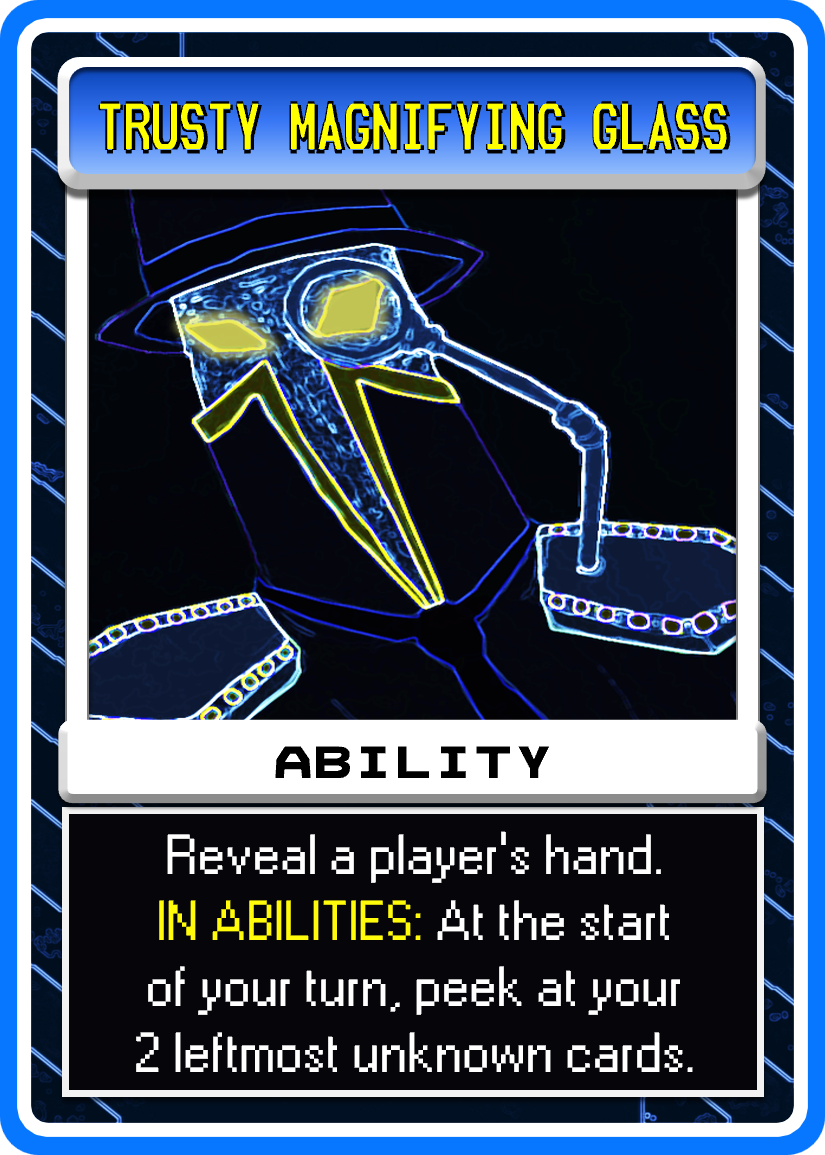 TRUSTY MAGNIFYING GLASS
ABILITY
Reveal a player's hand.
IN ABILITIES: At the start
of your turn, peek at your
2 leftmost unknown cards.